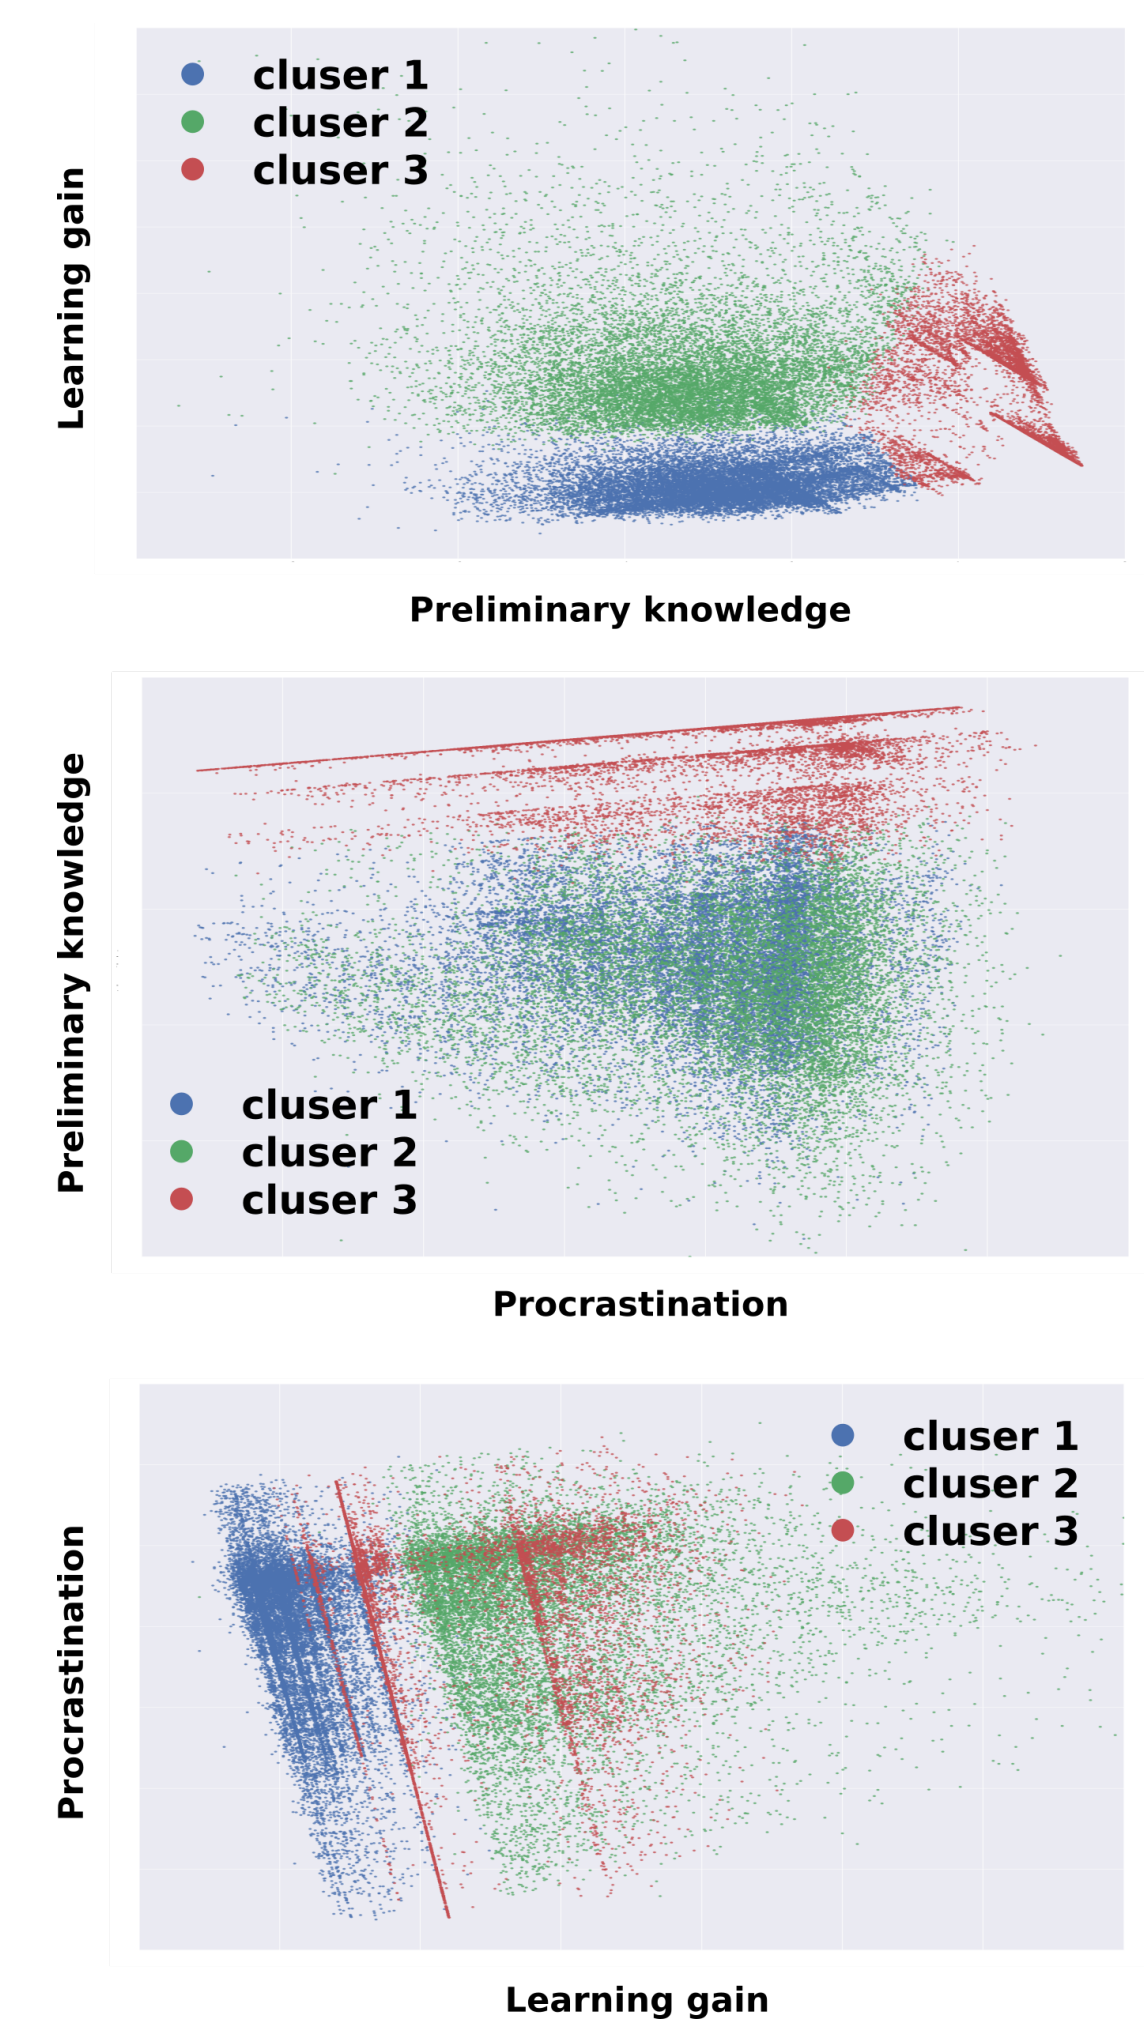 cluser 1
cluser 2
cluser 3
Learning gain
Preliminary knowledge
Preliminary knowledge
cluser 1
cluser 2
cluser 3
Procrastination
cluser 1
cluser 2
cluser 3
Procrastination
Learning gain